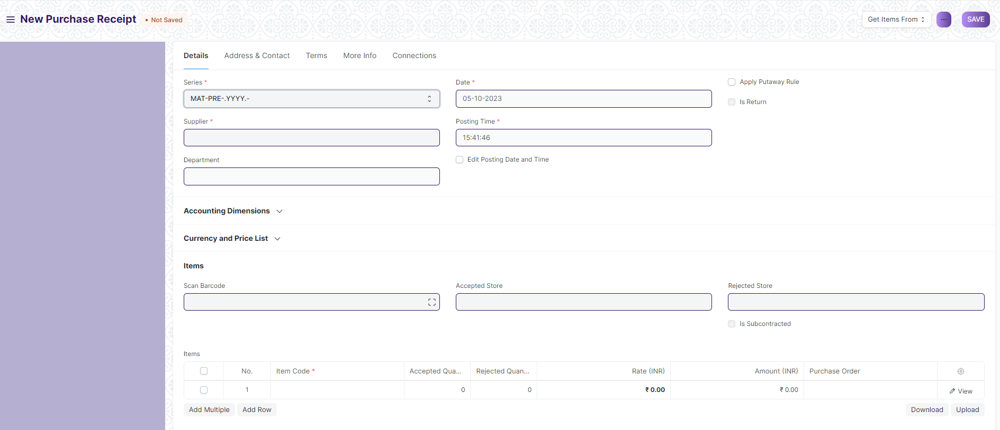 New Purchase Receipt
• Not Saved
Get Items From
...
SAVE
Details
Address & Contact
Terms
More Info
Connections
Series *
MAT-PRE-.YYYY.-
Date *
05-10-2023
Apply Putaway Rule
Is Return
Supplier *
Posting Time *
15:41:46
Department
Edit Posting Date and Time
Accounting Dimensions
Currency and Price List
Items
Scan Barcode
Accepted Store
Rejected Store
Is Subcontracted
Items
No.
Item Code *
Accepted Qua...
Rejected Quan...
Rate (INR)
Amount (INR)
Purchase Order
1
0
0
₹ 0.00
₹ 0.00
View
Add Multiple
Add Row
Download
Upload